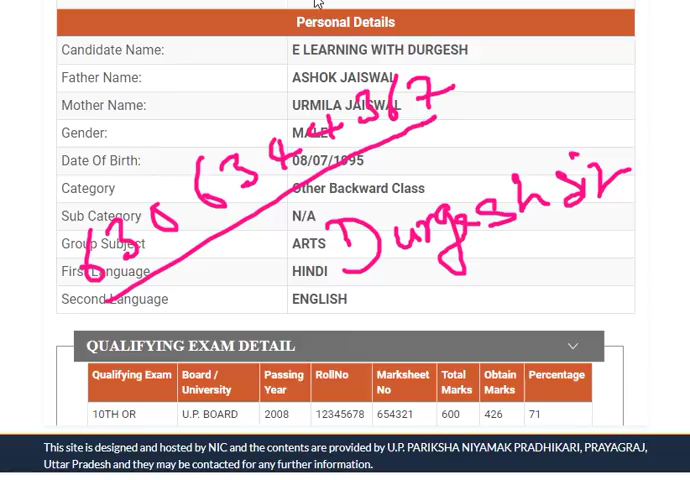 Personal Details
Candidate Name: E LEARNING WITH DURGESH
Father Name: ASHOK JAISWAL
Mother Name: URMILA JAISWAL
Gender: MALE
Date Of Birth: 08/07/1995
Category Other Backward Class
Sub Category N/A
Group Subject ARTS
First Language HINDI
Second Language ENGLISH
6306344367
Durgesh sir
QUALIFYING EXAM DETAIL
Qualifying Exam Board / University Passing Year RollNo Marksheet No Total Marks Obtain Marks Percentage
10TH OR U.P. BOARD 2008 12345678 654321 600 426 71
This site is designed and hosted by NIC and the contents are provided by U.P. PARIKSHA NIYAMAK PRADHIKARI, PRAYAGRAJ,
Uttar Pradesh and they may be contacted for any further information.